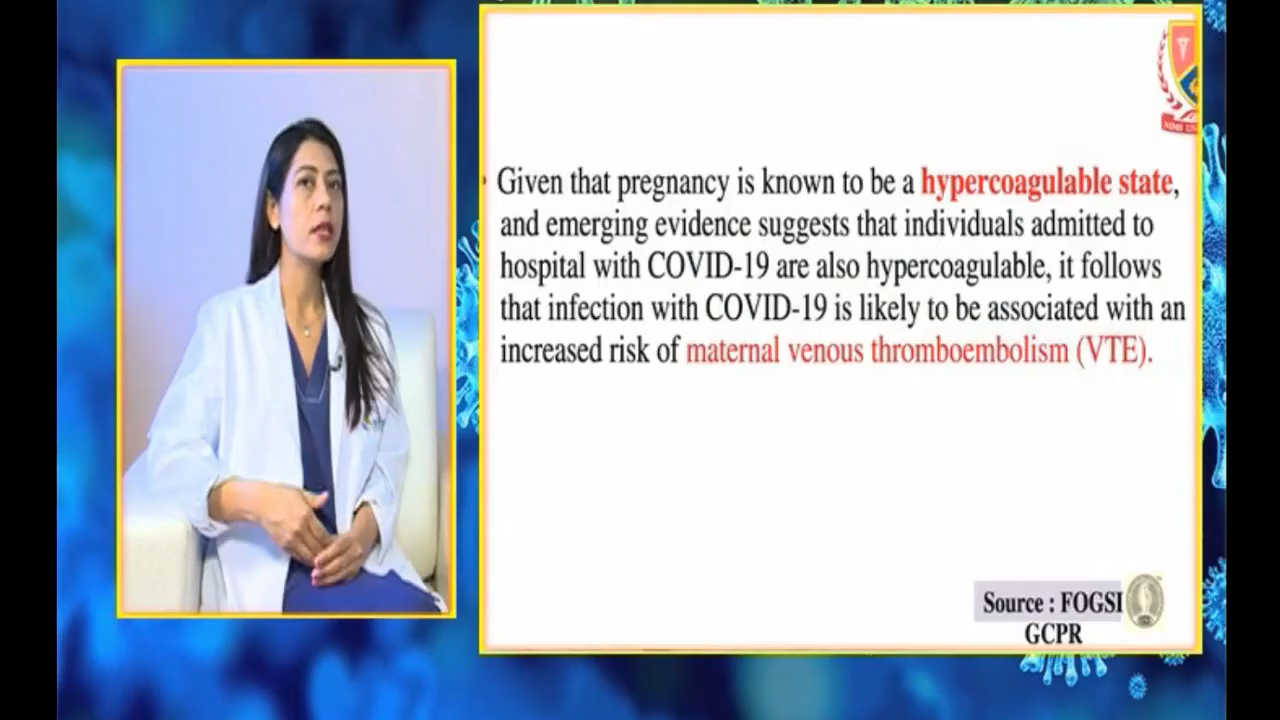 • Given that pregnancy is known to be a hypercoagulable state,
and emerging evidence suggests that individuals admitted to
hospital with COVID-19 are also hypercoagulable, it follows
that infection with COVID-19 is likely to be associated with an
increased risk of maternal venous thromboembolism (VTE).
Source : FOGSI
GCPR